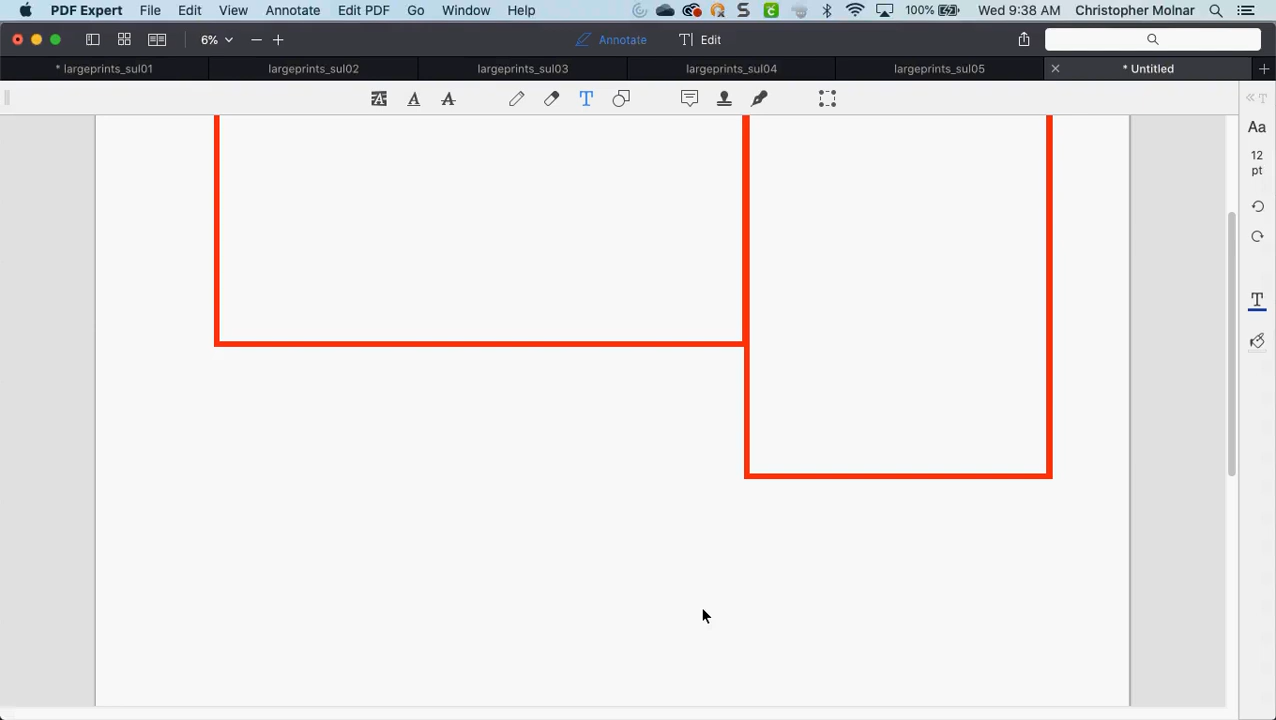 PDF Expert File Edit View Annotate Edit PDF Go Window Help 100% Wed 9:38 AM Christopher Molnar
6% Annotate T Edit
* largeprints_sul01 largeprints_sul02 largeprints_sul03 largeprints_sul04 largeprints_sul05 * Untitled
A A A T T
Aa
12
pt
T